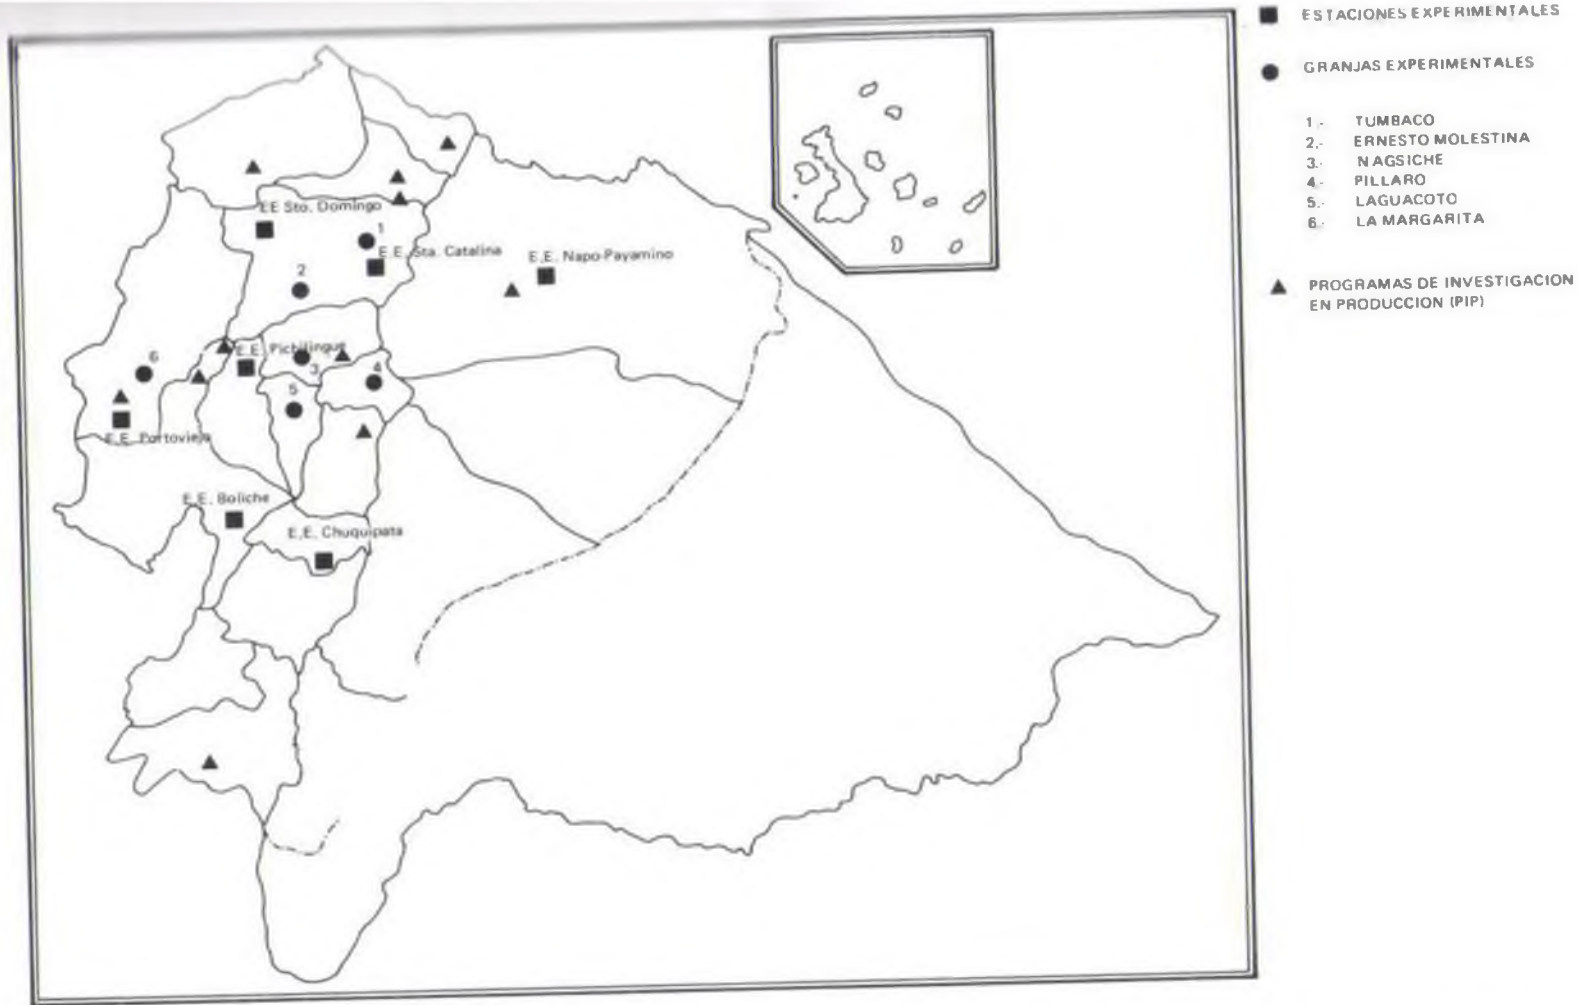 ESTACIONES EXPERIMENTALES
GRANJAS EXPERIMENTALES
1.- TUMBACO
2.- ERNESTO MOLESTINA
3.- NAGSICHE
4.- PILLARO
5.- LAGUACOTO
6.- LA MARGARITA
PROGRAMAS DE INVESTIGACION
EN PRODUCCION (PIP)
EE Sto. Domingo
1
E.E. Sta. Catalina
E.E. Napo-Payamino
2
E.E. Pichilingue
6
3
4
5
E.E. Portoviejo
E.E. Boliche
E.E. Chuquipata